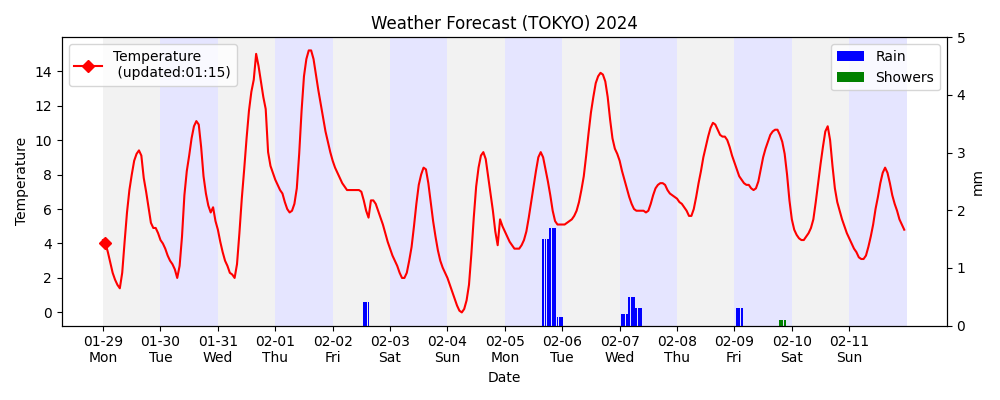 Weather Forecast (TOKYO) 2024
Temperature
(updated:01:15)
Rain
Showers
Temperature
14
12
10
8
6
4
2
0
5
4
3
2
1
0
mm
01-29 01-30 01-31 02-01 02-02 02-03 02-04 02-05 02-06 02-07 02-08 02-09 02-10 02-11
Mon Tue Wed Thu Fri Sat Sun Mon Tue Wed Thu Fri Sat Sun
Date